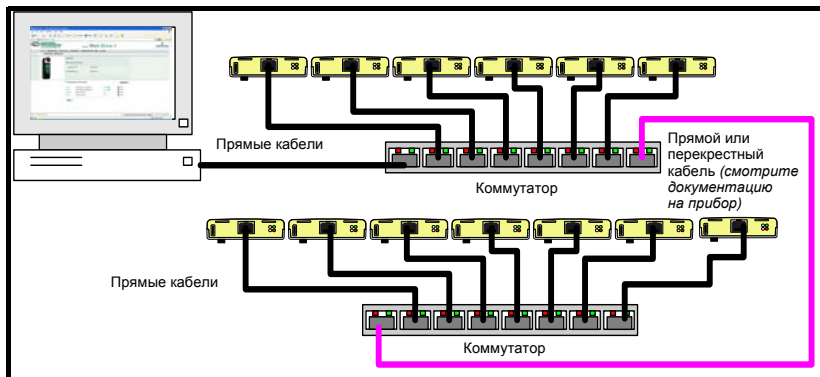 Прямые кабели
Коммутатор
Прямой или
перекрестный
кабель (смотрите
документацию
на прибор)
Прямые кабели
Коммутатор